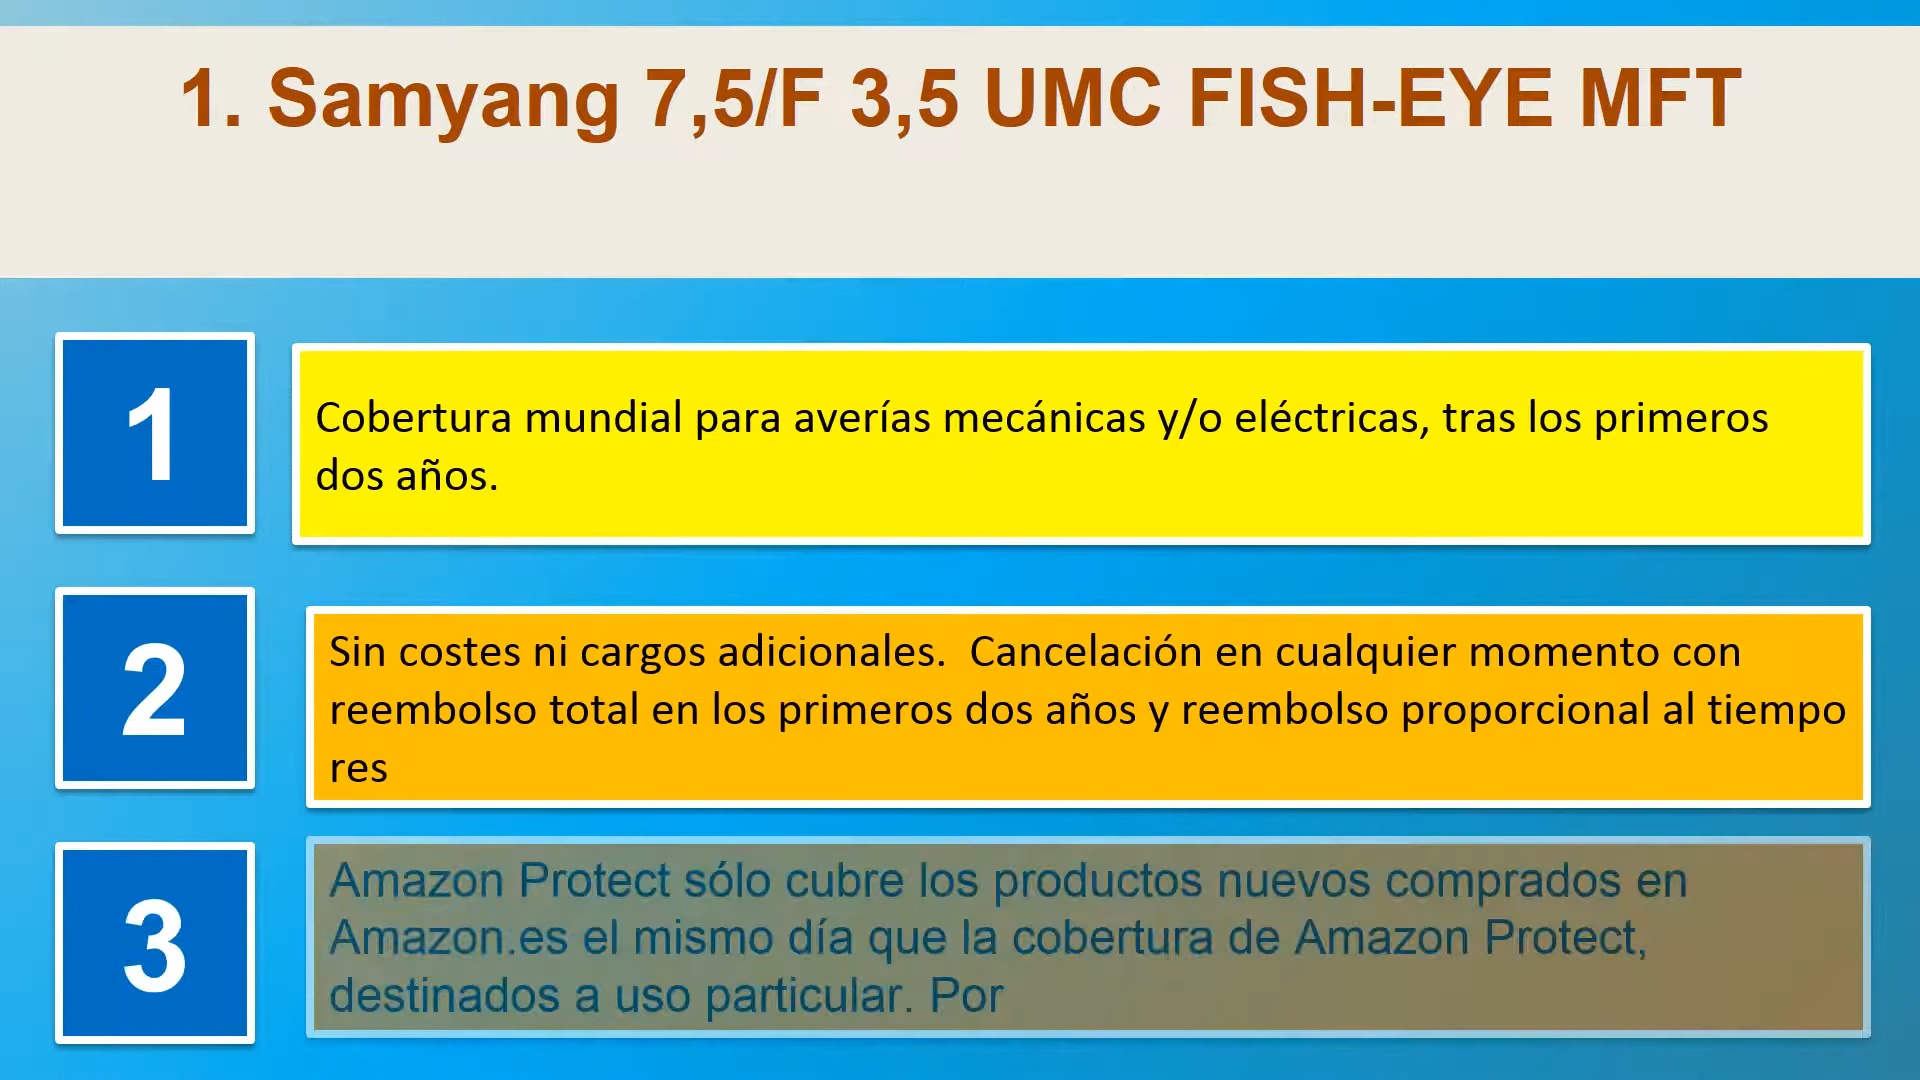 1. Samyang 7,5/F 3,5 UMC FISH-EYE MFT
1
Cobertura mundial para averías mecánicas y/o eléctricas, tras los primeros
dos años.
2
Sin costes ni cargos adicionales.  Cancelación en cualquier momento con
reembolso total en los primeros dos años y reembolso proporcional al tiempo
res
3
Amazon Protect sólo cubre los productos nuevos comprados en
Amazon.es el mismo día que la cobertura de Amazon Protect,
destinados a uso particular. Por